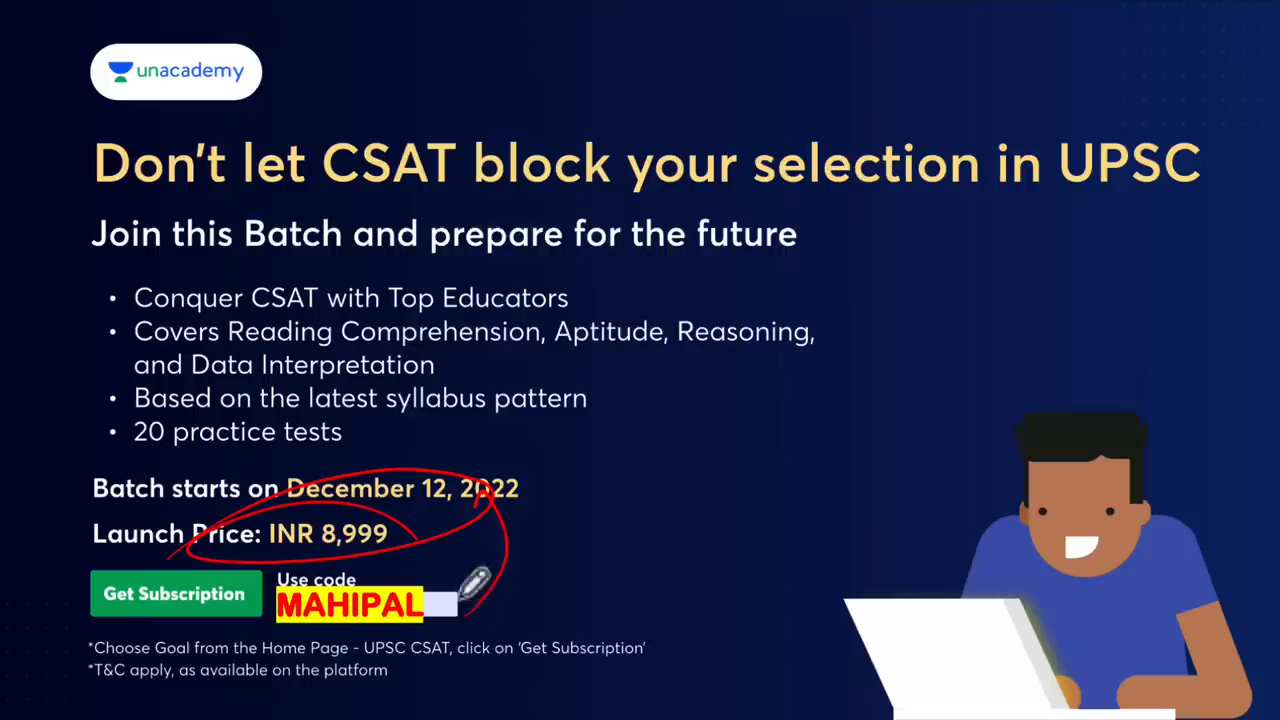 unacademy
Don't let CSAT block your selection in UPSC
Join this Batch and prepare for the future
• Conquer CSAT with Top Educators
• Covers Reading Comprehension, Aptitude, Reasoning,
and Data Interpretation
• Based on the latest syllabus pattern
• 20 practice tests
Batch starts on December 12, 2022
Launch Price: INR 8,999
Get Subscription
Use code
MAHIPAL
*Choose Goal from the Home Page - UPSC CSAT, click on 'Get Subscription'
*T&C apply, as available on the platform